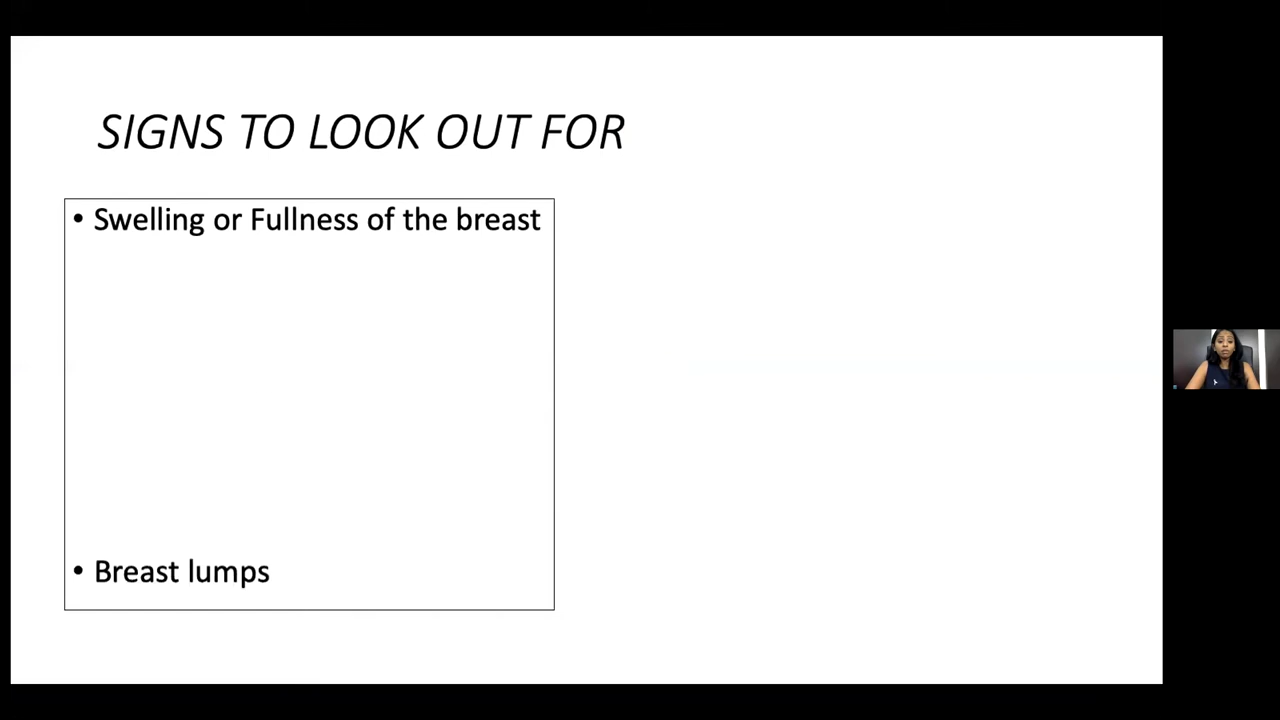 SIGNS TO LOOK OUT FOR
• Swelling or Fullness of the breast
• Breast lumps